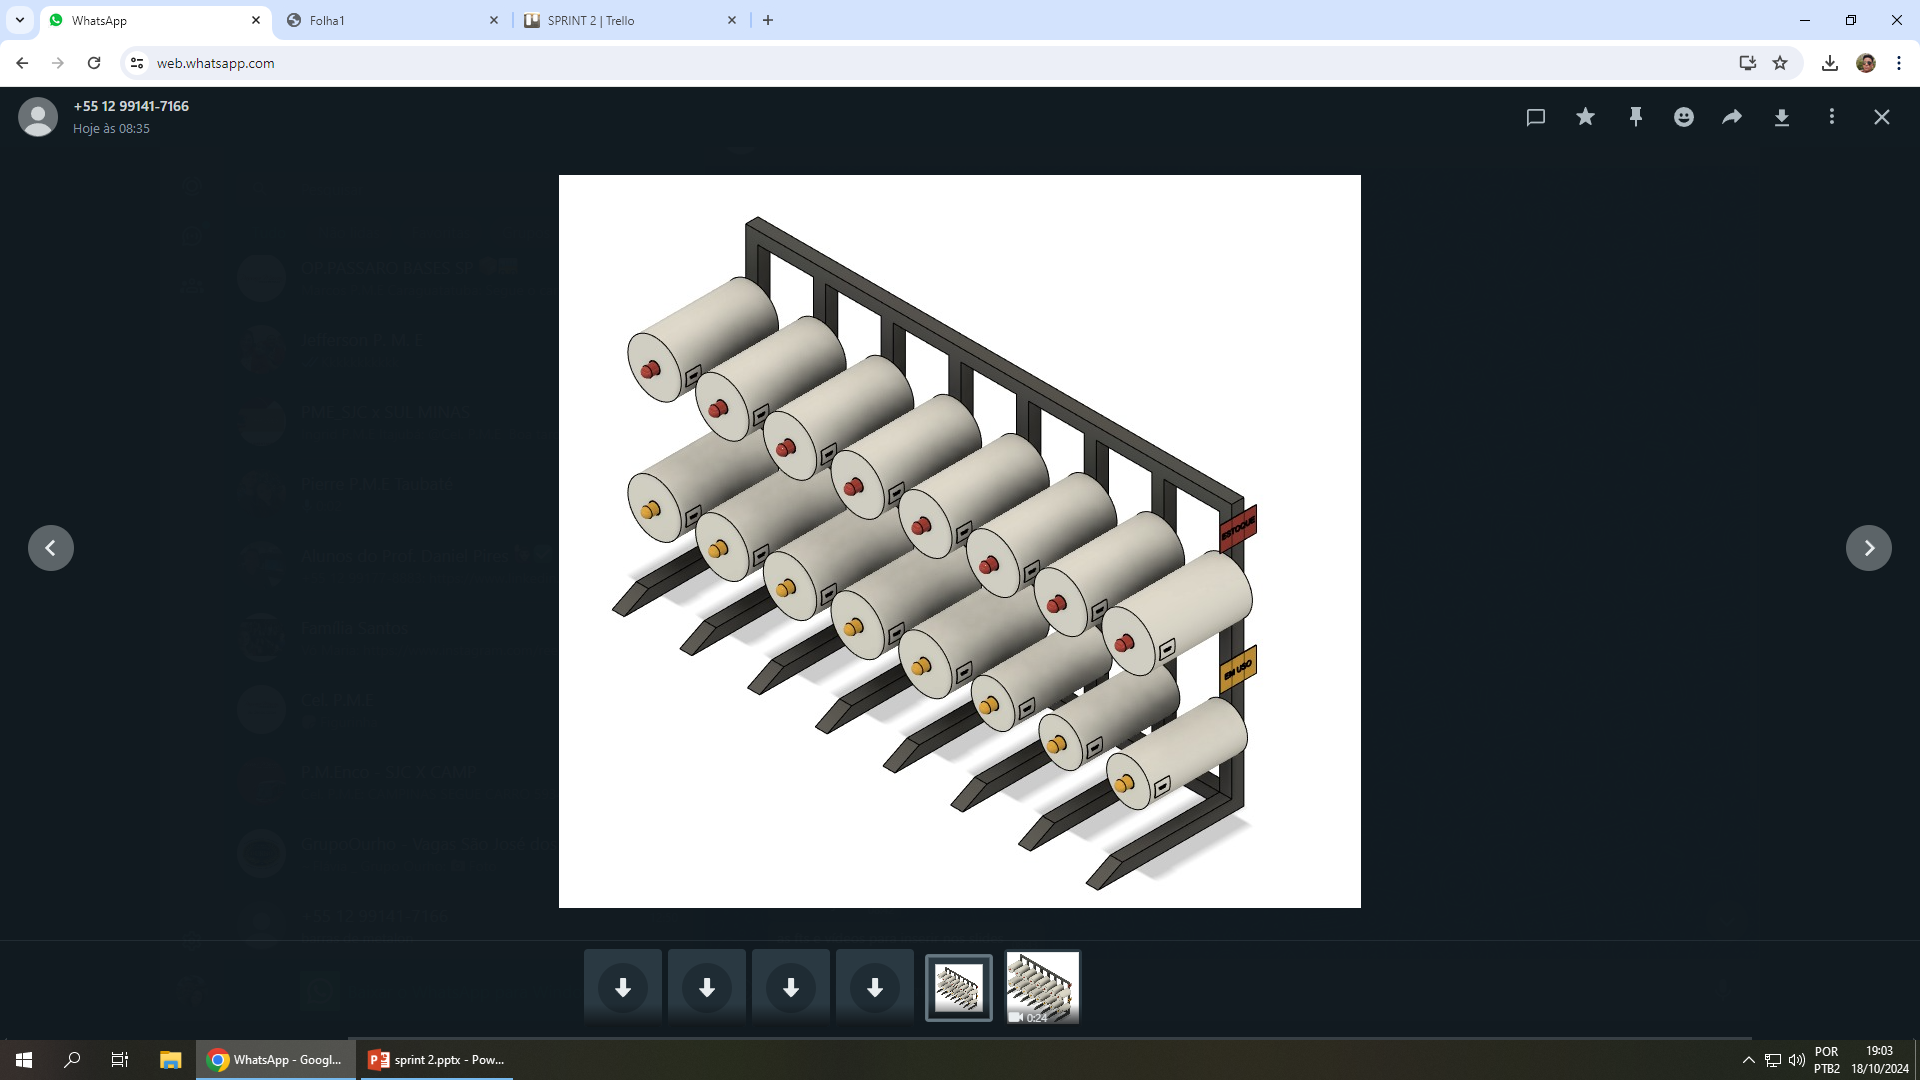 WhatsApp
Folha1
SPRINT 2 | Trello
web.whatsapp.com
+55 12 99141-7166
Hoje às 08:35
ESTOQUE
EM USO
0:24
WhatsApp - Googl...
sprint 2.pptx - Pow...
POR
PTB2
19:03
18/10/2024